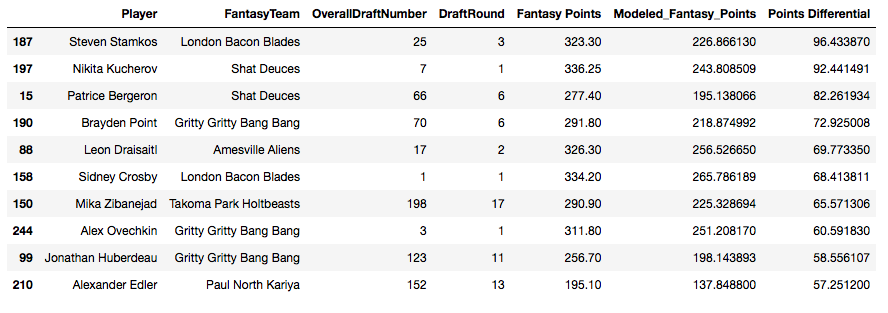 Player FantasyTeam OverallDraftNumber DraftRound Fantasy Points Modeled_Fantasy_Points Points Differential
187 Steven Stamkos London Bacon Blades 25 3 323.30 226.866130 96.433870
197 Nikita Kucherov Shat Deuces 7 1 336.25 243.808509 92.441491
15 Patrice Bergeron Shat Deuces 66 6 277.40 195.138066 82.261934
190 Brayden Point Gritty Gritty Bang Bang 70 6 291.80 218.874992 72.925008
88 Leon Draisaitl Amesville Aliens 17 2 326.30 256.526650 69.773350
158 Sidney Crosby London Bacon Blades 1 1 334.20 265.786189 68.413811
150 Mika Zibanejad Takoma Park Holtbeasts 198 17 290.90 225.328694 65.571306
244 Alex Ovechkin Gritty Gritty Bang Bang 3 1 311.80 251.208170 60.591830
99 Jonathan Huberdeau Gritty Gritty Bang Bang 123 11 256.70 198.143893 58.556107
210 Alexander Edler Paul North Kariya 152 13 195.10 137.848800 57.251200